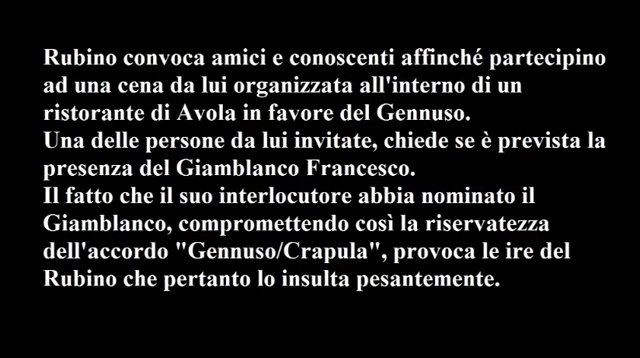 Rubino convoca amici e conoscenti affinché partecipino
ad una cena da lui organizzata all'interno di un
ristorante di Avola in favore del Gennuso.
Una delle persone da lui invitate, chiede se è prevista la
presenza del Giamblanco Francesco.
Il fatto che il suo interlocutore abbia nominato il
Giamblanco, compromettendo così la riservatezza
dell'accordo "Gennuso/Crapula", provoca le ire del
Rubino che pertanto lo insulta pesantemente.